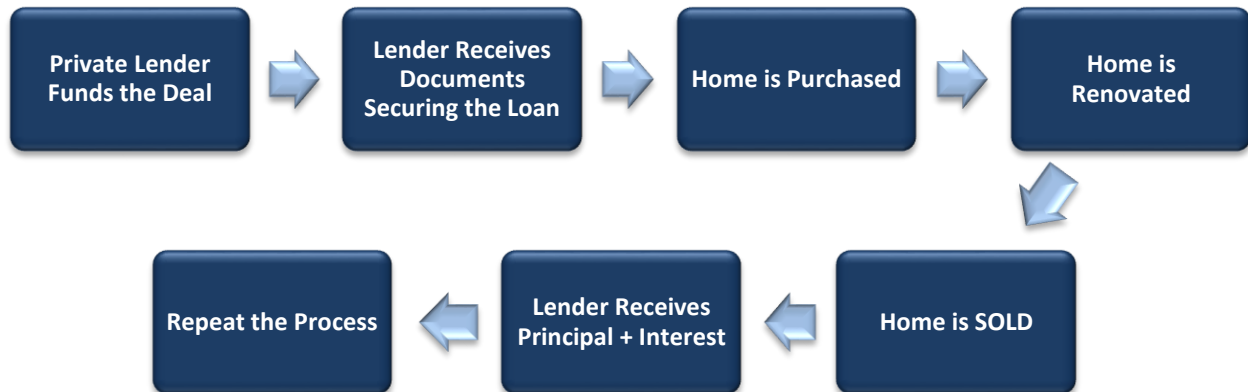 Private Lender
Funds the Deal
Lender Receives
Documents
Securing the Loan
Home is Purchased
Home is
Renovated
Home is SOLD
Lender Receives
Principal + Interest
Repeat the Process